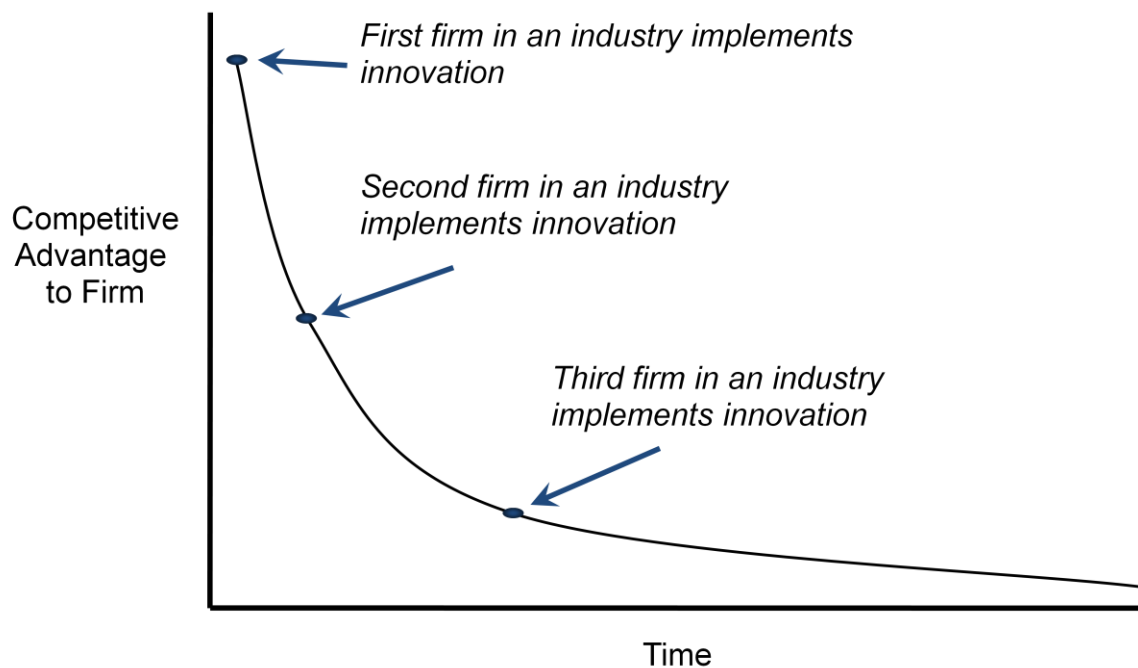 First firm in an industry implements
innovation
Second firm in an industry
implements innovation
Competitive
Advantage
to Firm
Third firm in an industry
implements innovation
Time